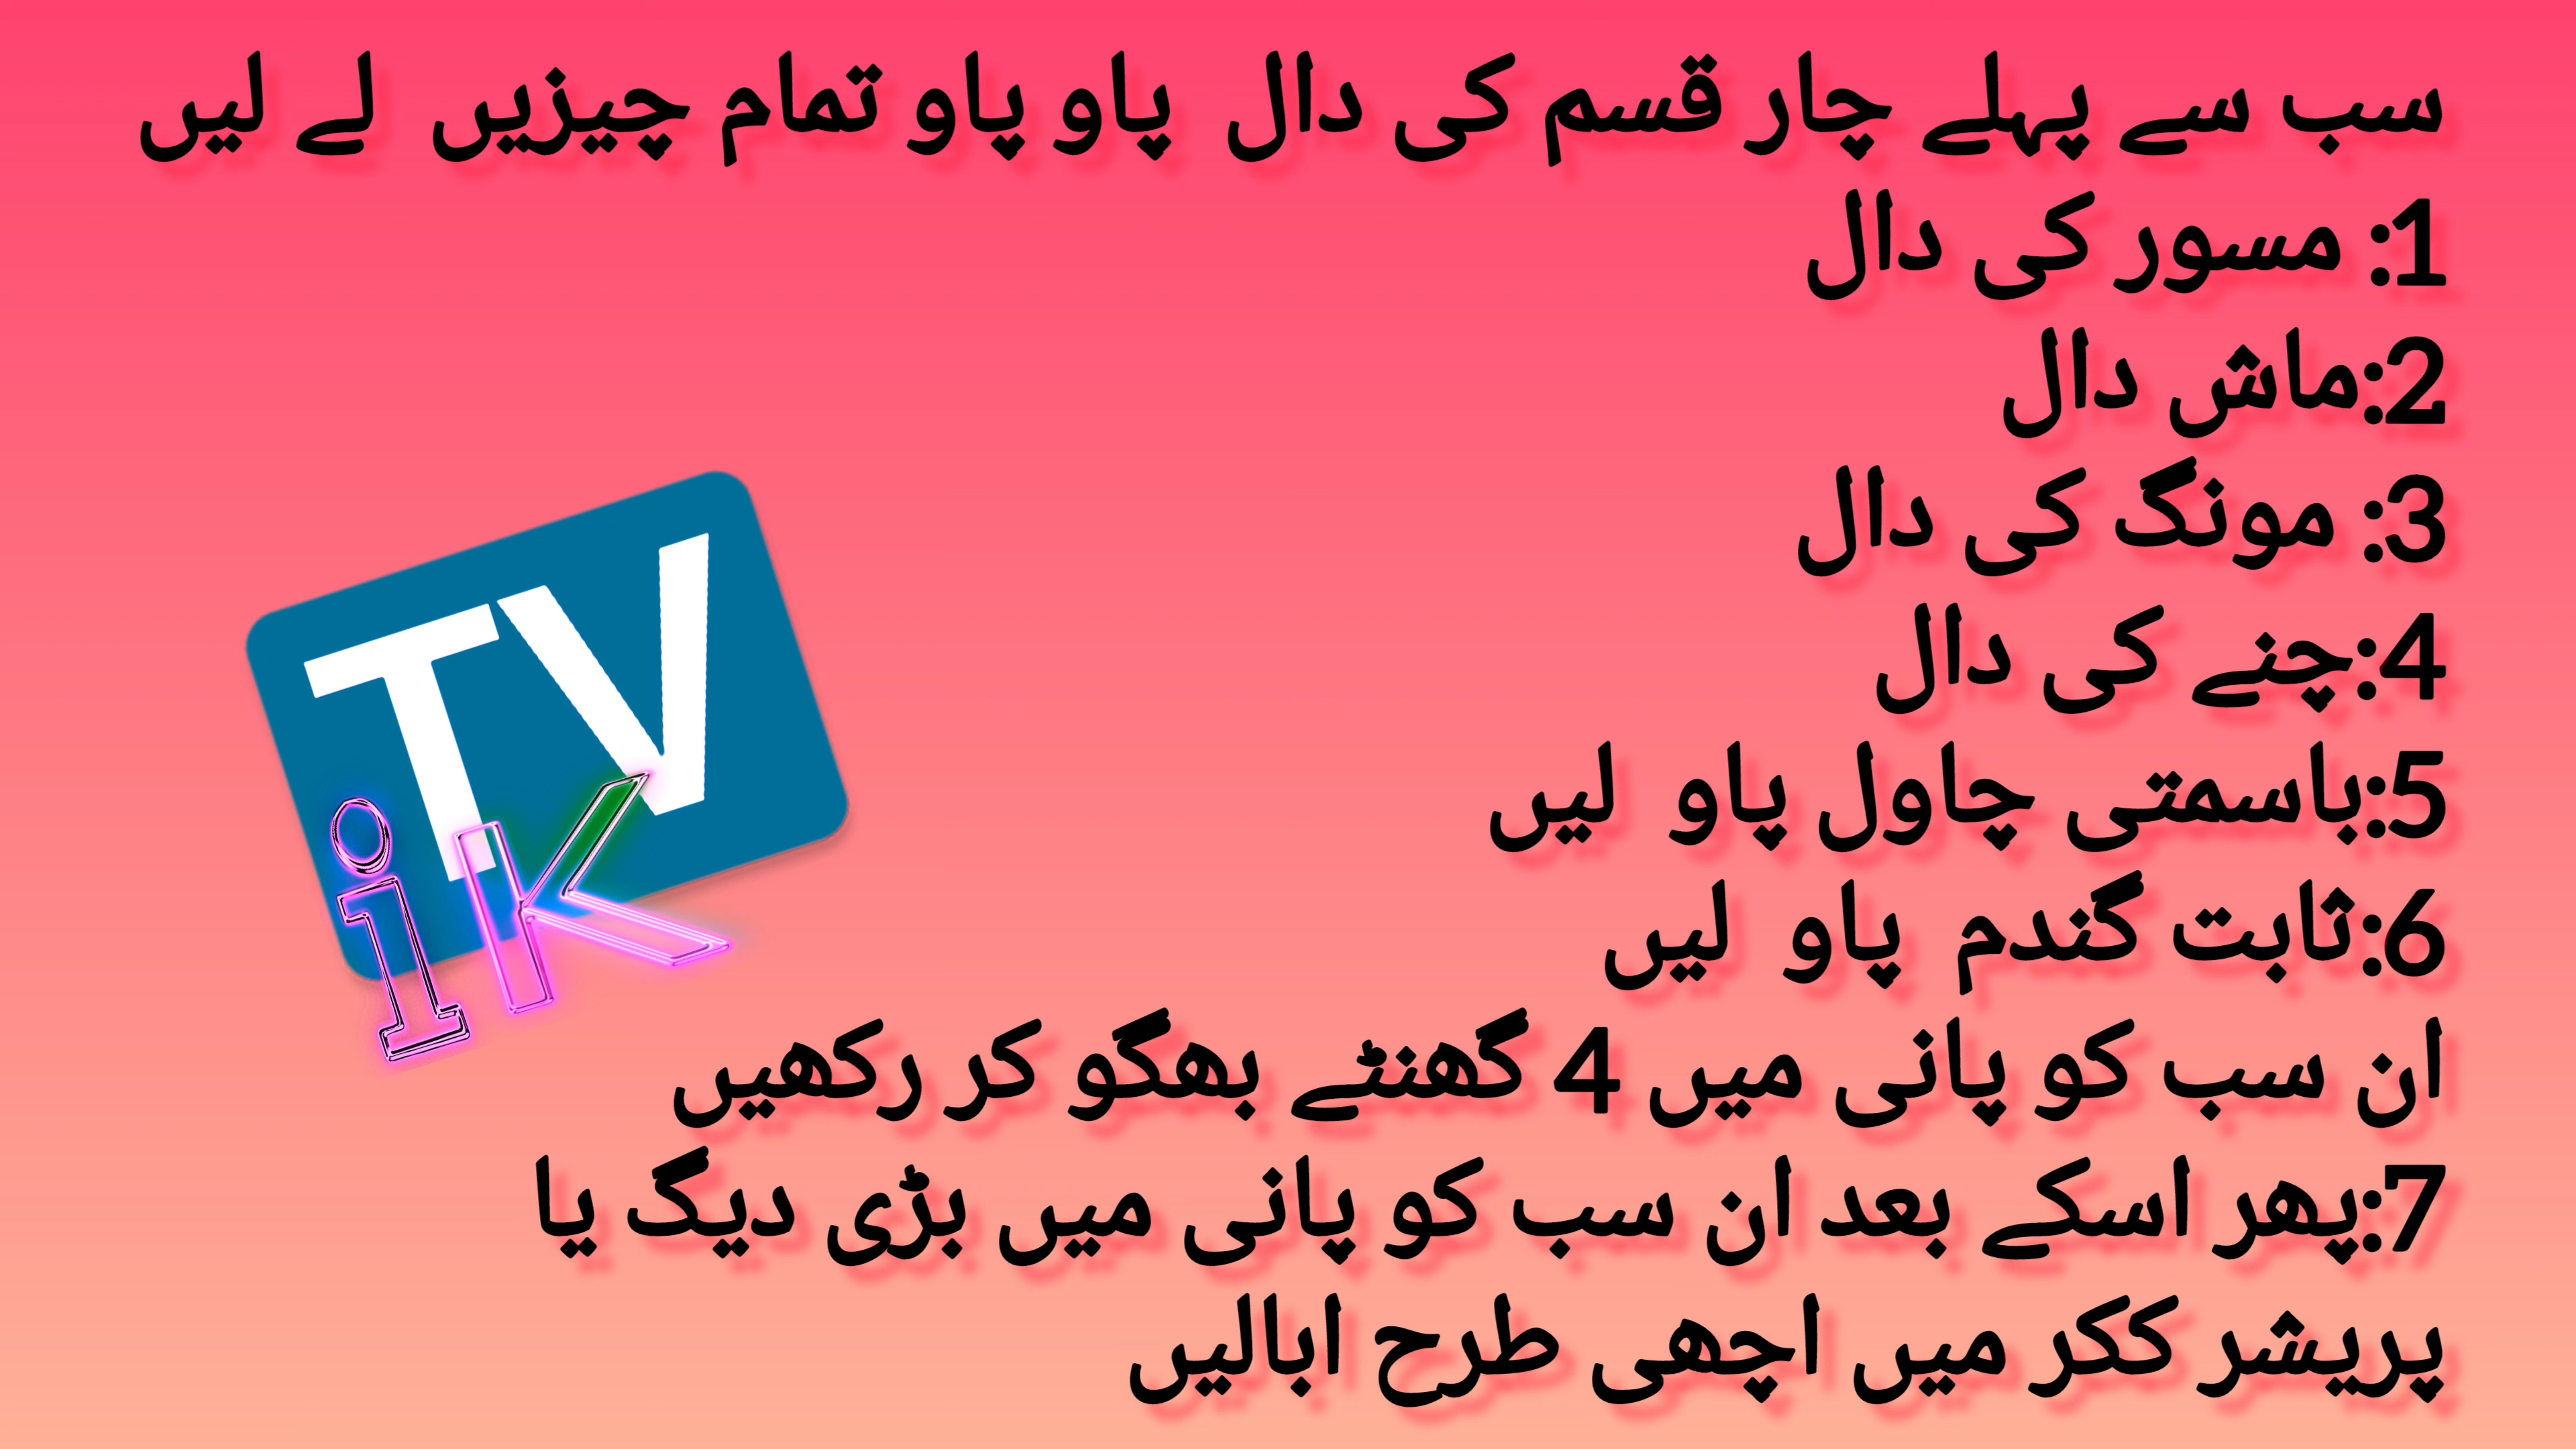 سب سے پہلے چار قسم کی دال پاو پاو تمام چیزیں لے لیں
1: مسور کی دال
2:ماش دال
3: مونگ کی دال
4:چنے کی دال
5:باسمتی چاول پاو لیں
6:ثابت گندم پاو لیں
ان سب کو پانی میں 4 گھنٹے بھگو کر رکھیں
7:پھر اسکے بعد ان سب کو پانی میں بڑی دیگ یا
پریشر ککر میں اچھی طرح ابالیں
TV
iK